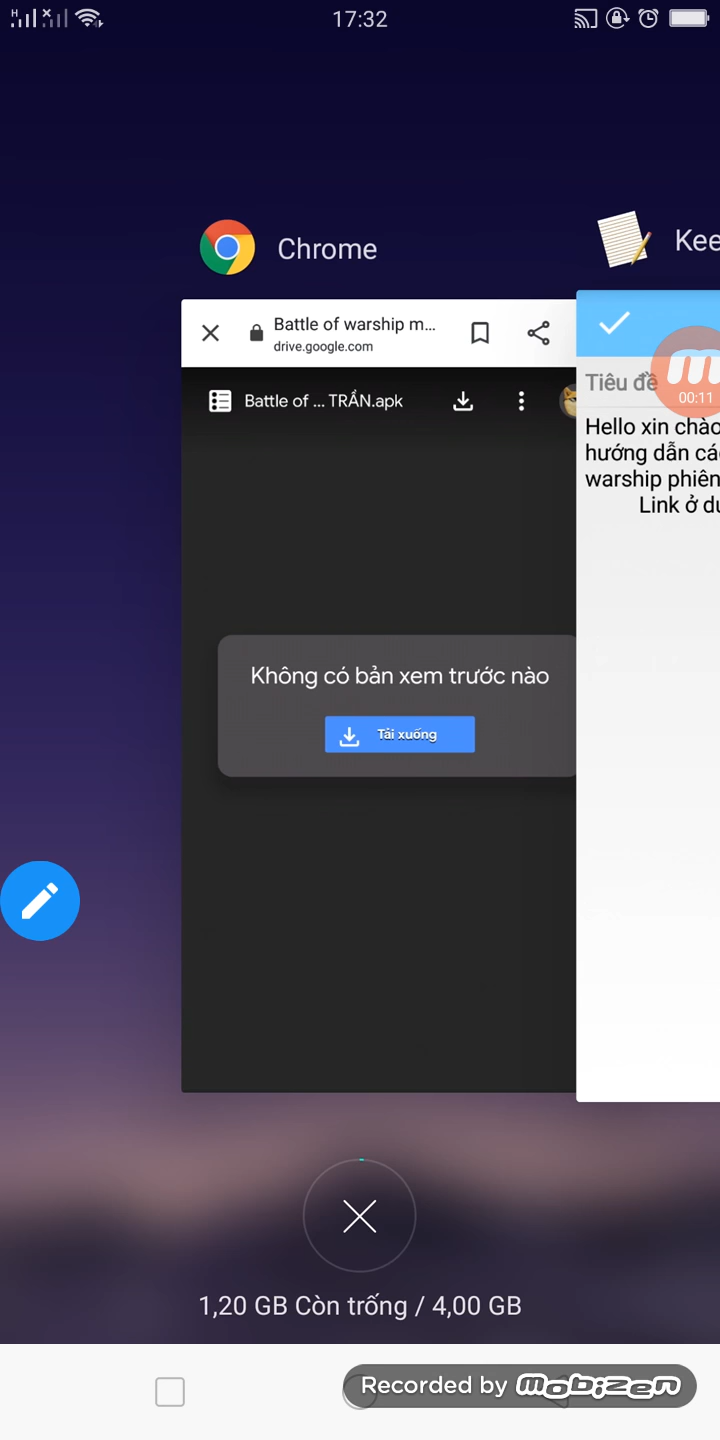 H
17:32
Chrome
Kee
Battle of warship m...
drive.google.com
Battle of ... TRẦN.apk
Tiêu đề
00:11
Hello xin chào
hướng dẫn cá
warship phiên
Link ở dư
Không có bản xem trước nào
Tải xuống
1,20 GB Còn trống / 4,00 GB
Recorded by mobizen